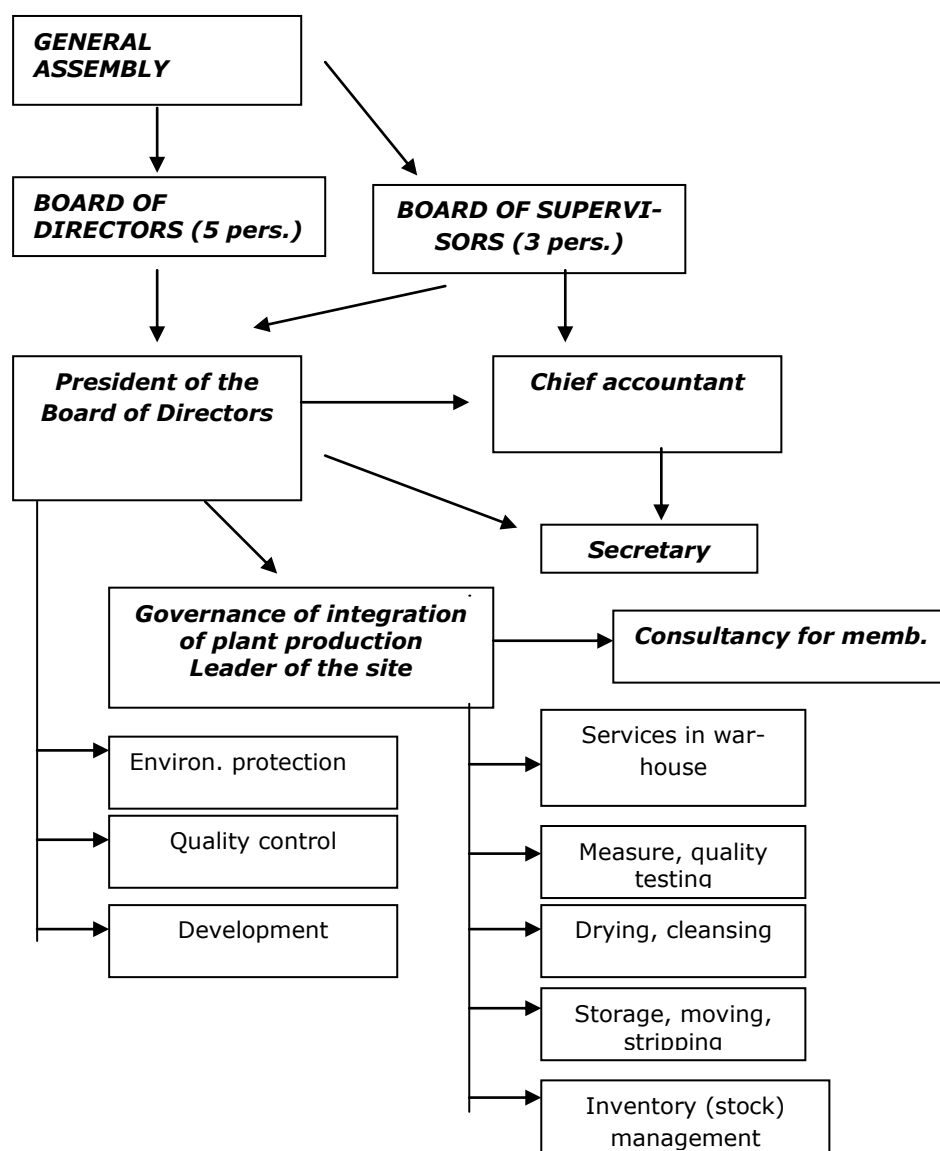 GENERAL
ASSEMBLY
BOARD OF
DIRECTORS (5 pers.)
BOARD OF SUPERVI-
SORS (3 pers.)
President of the
Board of Directors
Chief accountant
Secretary
Governance of integration
of plant production
Leader of the site
Consultancy for memb.
Environ. protection
Quality control
Development
Services in war-
house
Measure, quality
testing
Drying, cleansing
Storage, moving,
stripping
Inventory (stock)
management